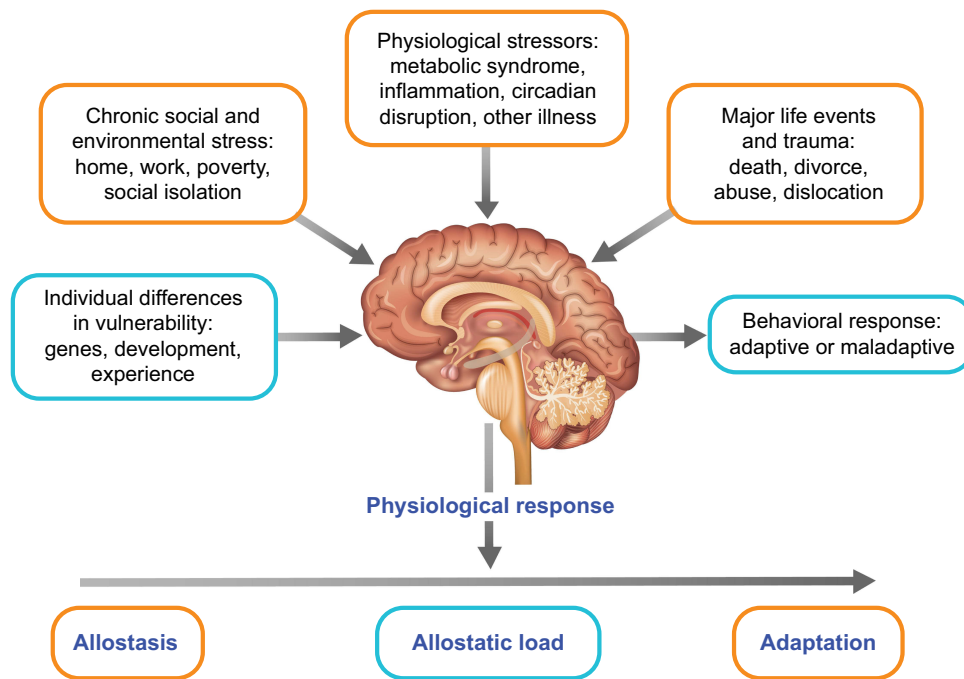 Physiological stressors:
metabolic syndrome,
inflammation, circadian
disruption, other illness
Chronic social and
environmental stress:
home, work, poverty,
social isolation
Major life events
and trauma:
death, divorce,
abuse, dislocation
Individual differences
in vulnerability:
genes, development,
experience
Behavioral response:
adaptive or maladaptive
Physiological response
Allostasis
Allostatic load
Adaptation